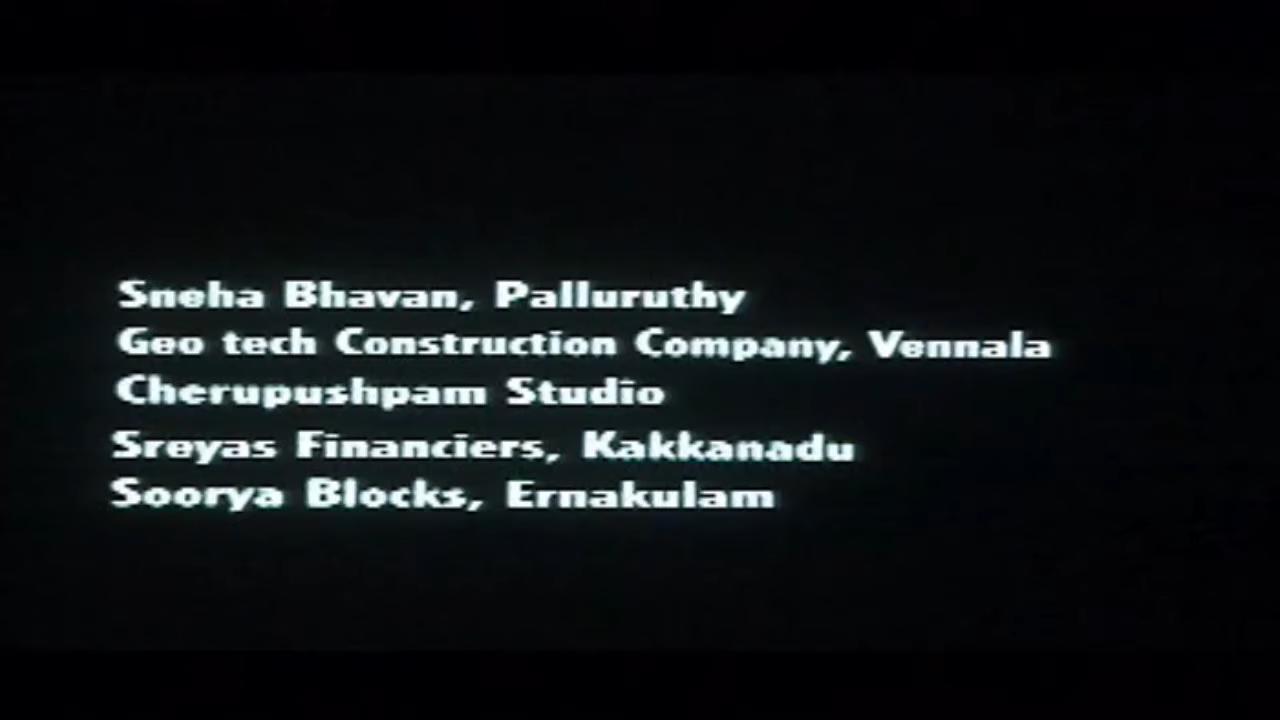 Sneha Bhavan, Palluruthy
Geo tech Construction Company, Vennala
Cherupushpam Studio
Sreyas Financiers, Kakkanadu
Soorya Blocks, Ernakulam